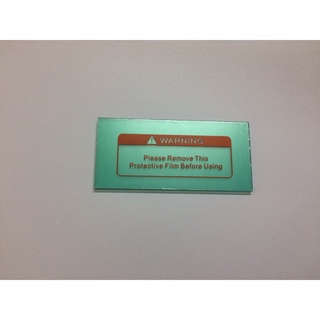 WARNING
Please Remove This
Protective Film Before Using